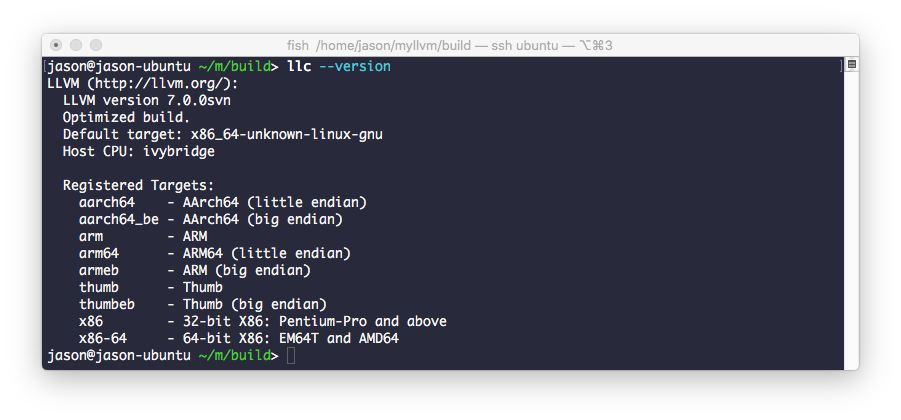 fish /home/jason/myllvm/build — ssh ubuntu — ⌥⌘3
[jason@jason-ubuntu ~/m/build> llc --version ]
LLVM (http://llvm.org/):
  LLVM version 7.0.0svn
  Optimized build.
  Default target: x86_64-unknown-linux-gnu
  Host CPU: ivybridge

  Registered Targets:
    aarch64    - AArch64 (little endian)
    aarch64_be - AArch64 (big endian)
    arm        - ARM
    arm64      - ARM64 (little endian)
    armeb      - ARM (big endian)
    thumb      - Thumb
    thumbeb    - Thumb (big endian)
    x86        - 32-bit X86: Pentium-Pro and above
    x86-64     - 64-bit X86: EM64T and AMD64
jason@jason-ubuntu ~/m/build>